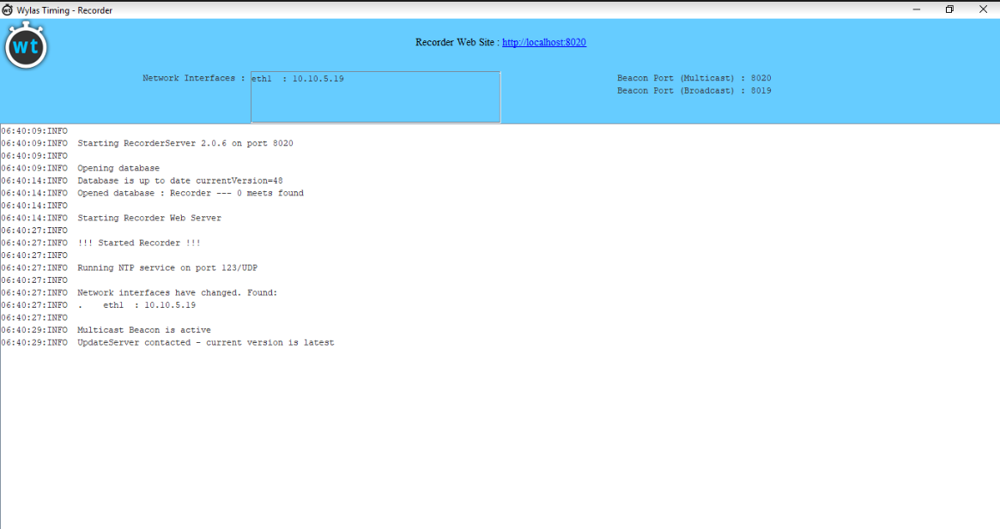 Wylas Timing - Recorder
wt
Recorder Web Site : http://localhost:8020
Network Interfaces : eth1 : 10.10.5.19
Beacon Port (Multicast) : 8020
Beacon Port (Broadcast) : 8019
06:40:09:INFO
06:40:09:INFO Starting RecorderServer 2.0.6 on port 8020
06:40:09:INFO
06:40:09:INFO Opening database
06:40:14:INFO Database is up to date currentVersion=48
06:40:14:INFO Opened database : Recorder --- 0 meets found
06:40:14:INFO
06:40:14:INFO Starting Recorder Web Server
06:40:27:INFO
06:40:27:INFO !!! Started Recorder !!!
06:40:27:INFO
06:40:27:INFO Running NTP service on port 123/UDP
06:40:27:INFO
06:40:27:INFO Network interfaces have changed. Found:
06:40:27:INFO . eth1 : 10.10.5.19
06:40:27:INFO
06:40:29:INFO Multicast Beacon is active
06:40:29:INFO UpdateServer contacted - current version is latest